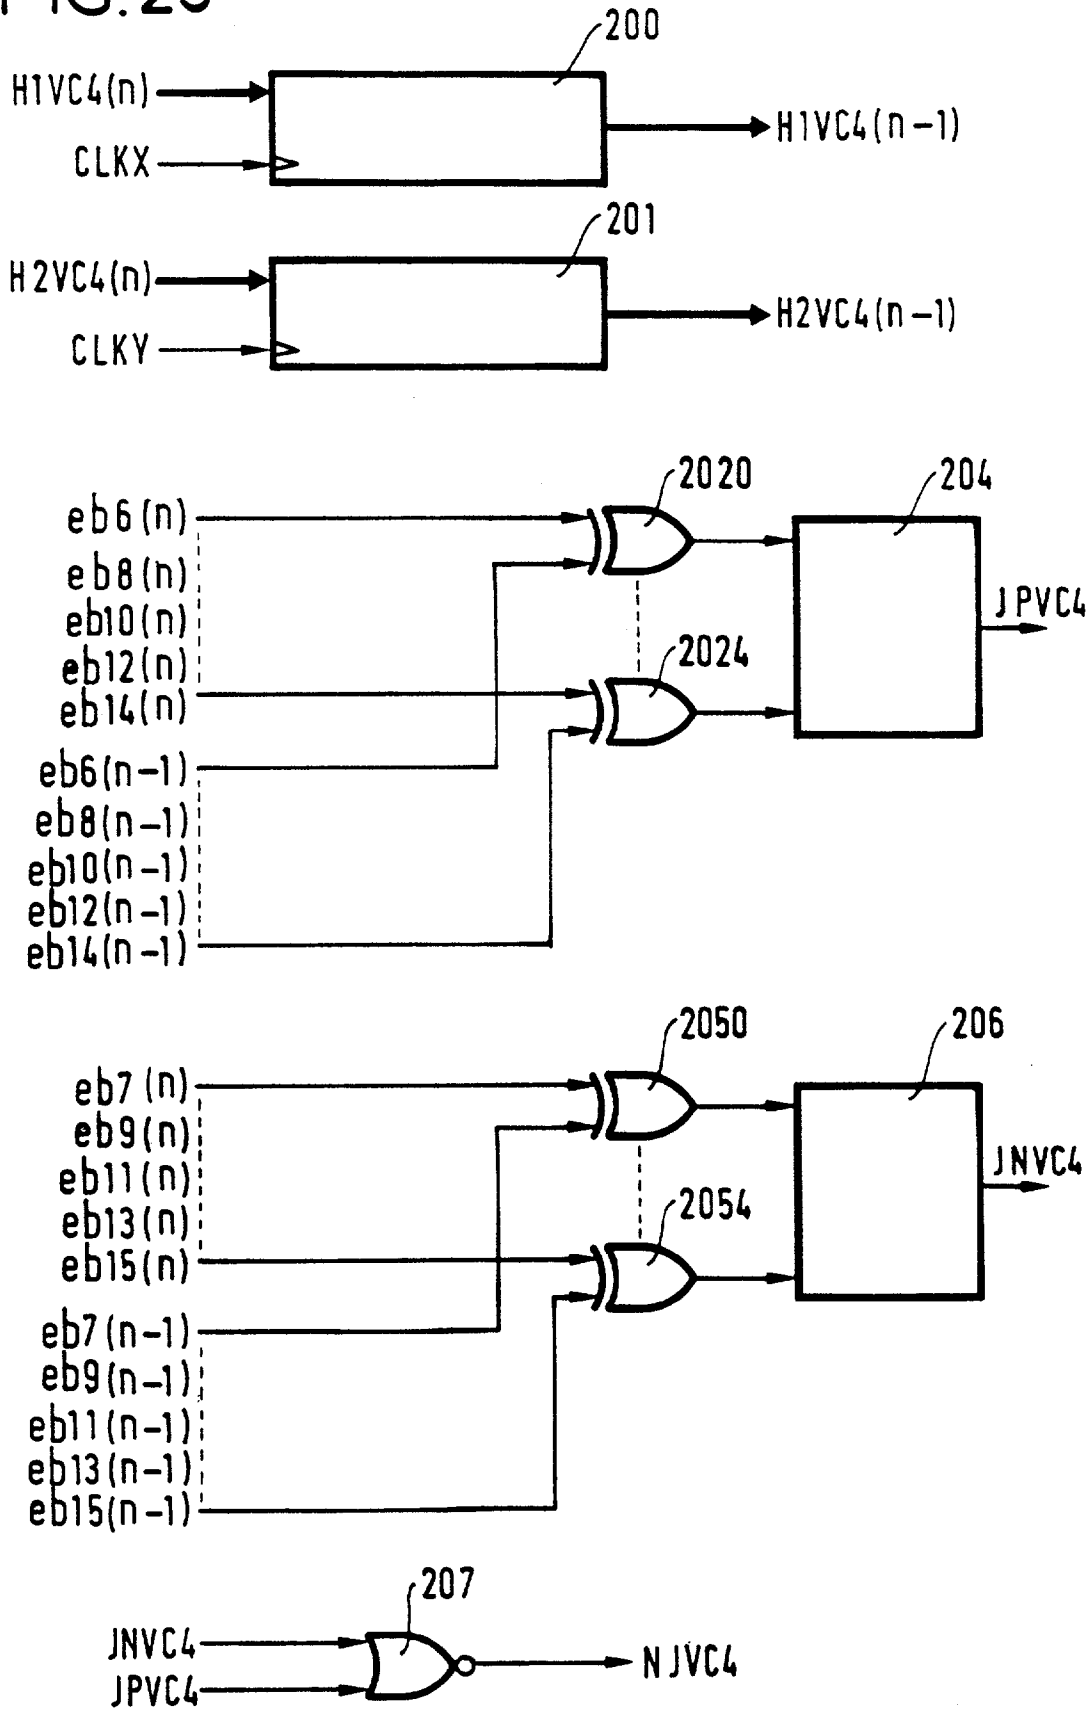 200
H1VC4(n)
H1VC4(n-1)
CLKX
201
H2VC4(n)
H2VC4(n-1)
CLKY
2020
204
eb6(n)
eb8(n)
eb10(n)
JPVC4
eb12(n)
2024
eb14(n)
eb6(n-1)
eb8(n-1)
eb10(n-1)
eb12(n-1)
eb14(n-1)
2050
206
eb7(n)
eb9(n)
eb11(n)
JNVC4
eb13(n)
2054
eb15(n)
eb7(n-1)
eb9(n-1)
eb11(n-1)
eb13(n-1)
eb15(n-1)
207
JNVC4
NJVC4
JPVC4